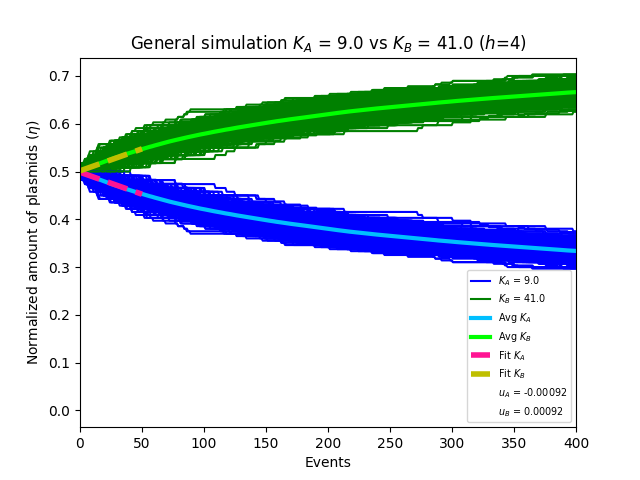 General simulation K_A = 9.0 vs K_B = 41.0 (h=4)
Normalized amount of plasmids (η)
0.7
0.6
0.5
0.4
0.3
0.2
0.1
0.0
K_A = 9.0
K_B = 41.0
Avg K_A
Avg K_B
Fit K_A
Fit K_B
u_A = -0.00092
u_B = 0.00092
0 50 100 150 200 250 300 350 400
Events